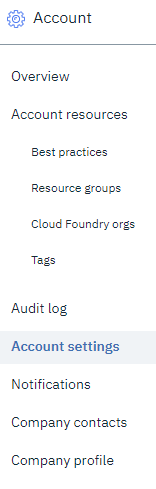 Account
Overview
Account resources
Best practices
Resource groups
Cloud Foundry orgs
Tags
Audit log
Account settings
Notifications
Company contacts
Company profile